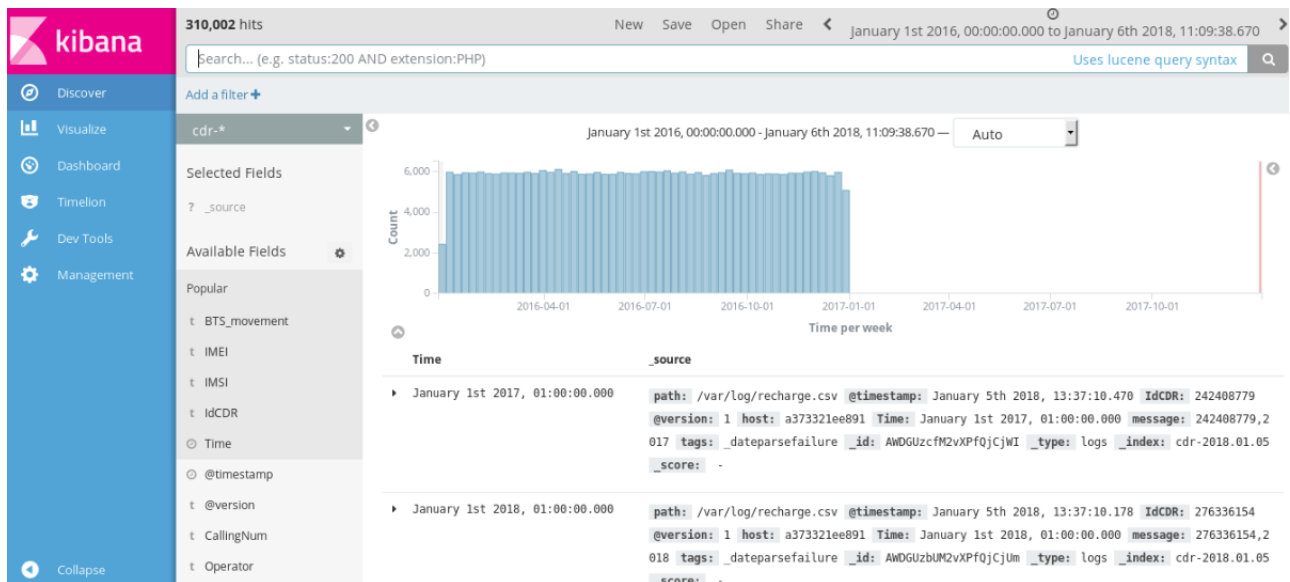 310,002 hits
New Save Open Share January 1st 2016, 00:00:00.000 to January 6th 2018, 11:09:38.670
kibana
Search... (e.g. status:200 AND extension:PHP) Uses lucene query syntax
Discover
Add a filter +
Visualize
cdr-*
January 1st 2016, 00:00:00.000 - January 6th 2018, 11:09:38.670 — Auto
Dashboard
Selected Fields
Timelion
? _source
Dev Tools
Available Fields
Management
Popular
t BTS_movement
t IMEI
t IMSI
t IdCDR
Time
@timestamp
t @version
t CallingNum
t Operator
Collapse
Count
6,000
4,000
2,000
0
2016-04-01 2016-07-01 2016-10-01 2017-01-01 2017-04-01 2017-07-01 2017-10-01
Time per week
Time _source
January 1st 2017, 01:00:00.000 path: /var/log/recharge.csv @timestamp: January 5th 2018, 13:37:10.470 IdCDR: 242408779
@version: 1 host: a373321ee891 Time: January 1st 2017, 01:00:00.000 message: 242408779,2
017 tags: _dateparsefailure _id: AWDGUzcfM2vXPfQjCjWI _type: logs _index: cdr-2018.01.05
_score: -
January 1st 2018, 01:00:00.000 path: /var/log/recharge.csv @timestamp: January 5th 2018, 13:37:10.178 IdCDR: 276336154
@version: 1 host: a373321ee891 Time: January 1st 2018, 01:00:00.000 message: 276336154,2
018 tags: _dateparsefailure _id: AWDGUzbUM2vXPfQjCjUm _type: logs _index: cdr-2018.01.05
_score: -